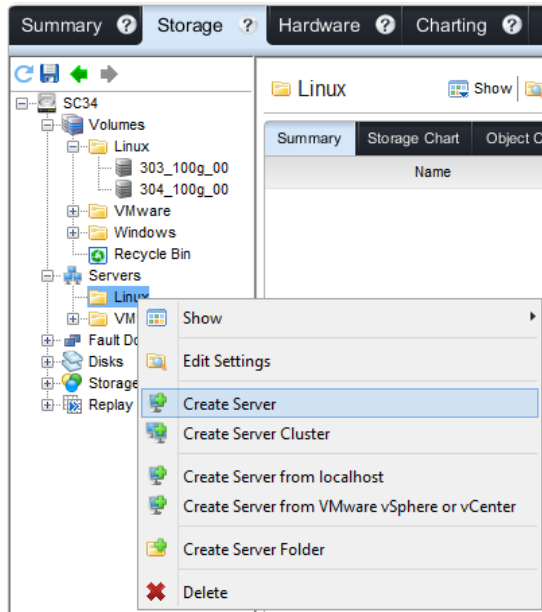 Summary ? Storage ? Hardware ? Charting ?
SC34
Volumes
Linux
303_100g_00
304_100g_00
VMware
Windows
Recycle Bin
Servers
Linux
VM
Fault Do
Disks
Storage
Replay
Linux
Show
Summary Storage Chart Object C
Name
Show
Edit Settings
Create Server
Create Server Cluster
Create Server from localhost
Create Server from VMware vSphere or vCenter
Create Server Folder
Delete